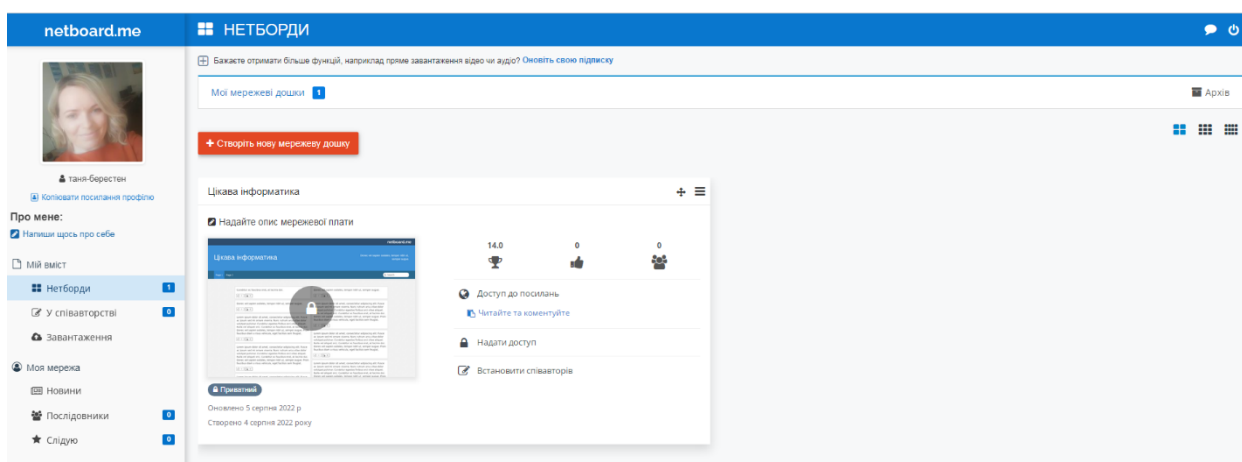 netboard.me
НЕТБОРДИ
Бажаєте отримати більше функцій, наприклад пряме завантаження відео чи аудіо? Оновіть свою підписку
Мої мережеві дошки 1
Архів
+ Створіть нову мережеву дошку
таня-берестен
Копіювати посилання профілю
Про мене:
Напиши щось про себе
Мій вміст
Нетборди 1
У співавторстві 0
Завантаження
Моя мережа
Новини
Послідовники 0
Слідую 0
Цікава інформатика
Надайте опис мережевої плати
netboard.me
Цікава інформатика
14.0 0 0
Доступ до посилань
Читайте та коментуйте
Надати доступ
Встановити співавторів
Приватний
Оновлено 5 серпня 2022 р
Створено 4 серпня 2022 року